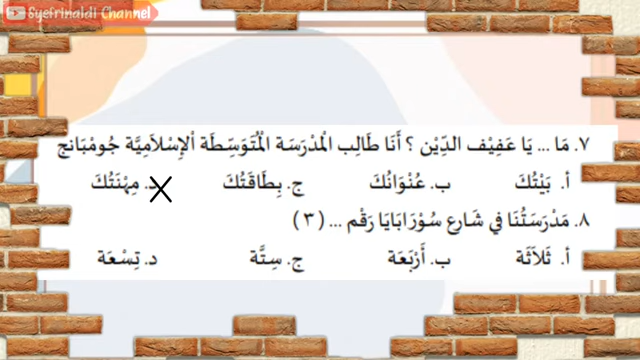 Syefrinaldi Channel
٧. مَا ... يَا عَفِيْف الدِّيْن ؟ أَنَا طَالِب الْمَدْرَسَة الْمُتَوَسِّطَة الْإِسْلَامِيَّة جُومْبَانج
أ. بَيْتُكَ ب. عُنْوَانُكَ ج. بِطَاقَتُكَ د. مِهْنَتُكَ
٨. مَدْرَسَتُنَا فِي شَارِع سُوْرَابَايَا رَقْم ... (٣)
أ. ثَلَاثَة ب. أَرْبَعَة ج. سِتَّة د. تِسْعَة